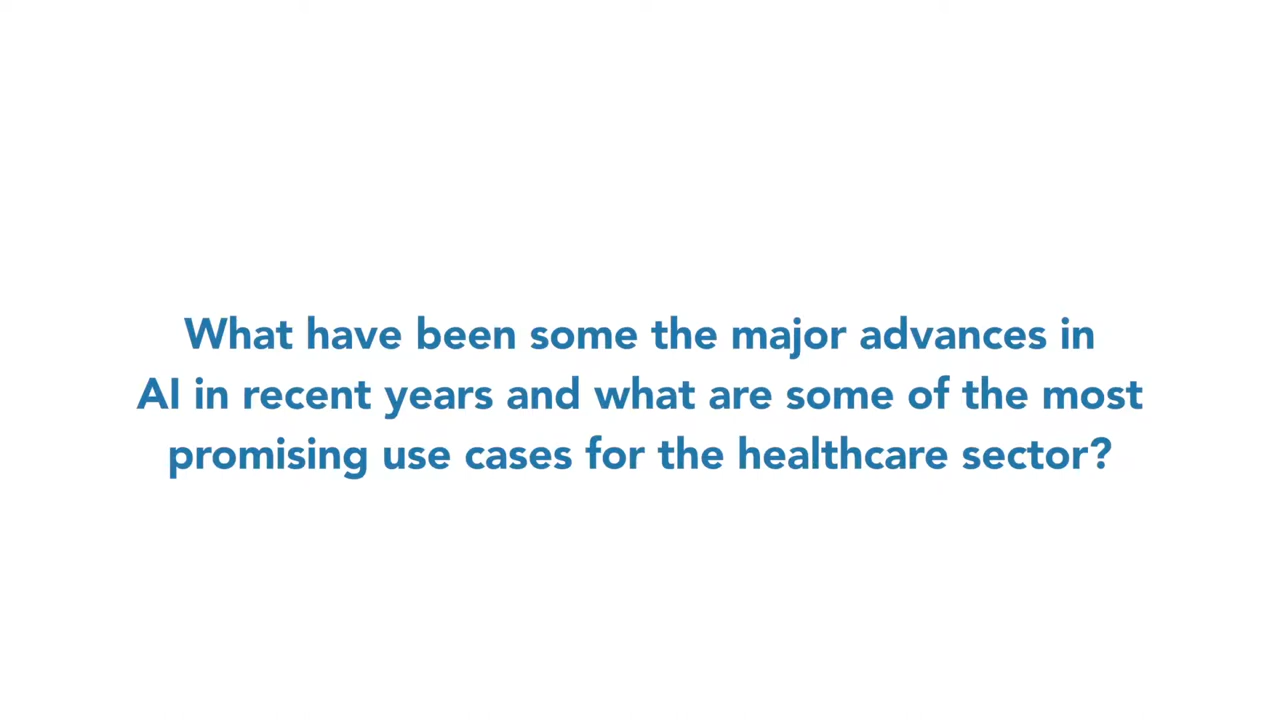 What have been some the major advances in
AI in recent years and what are some of the most
promising use cases for the healthcare sector?